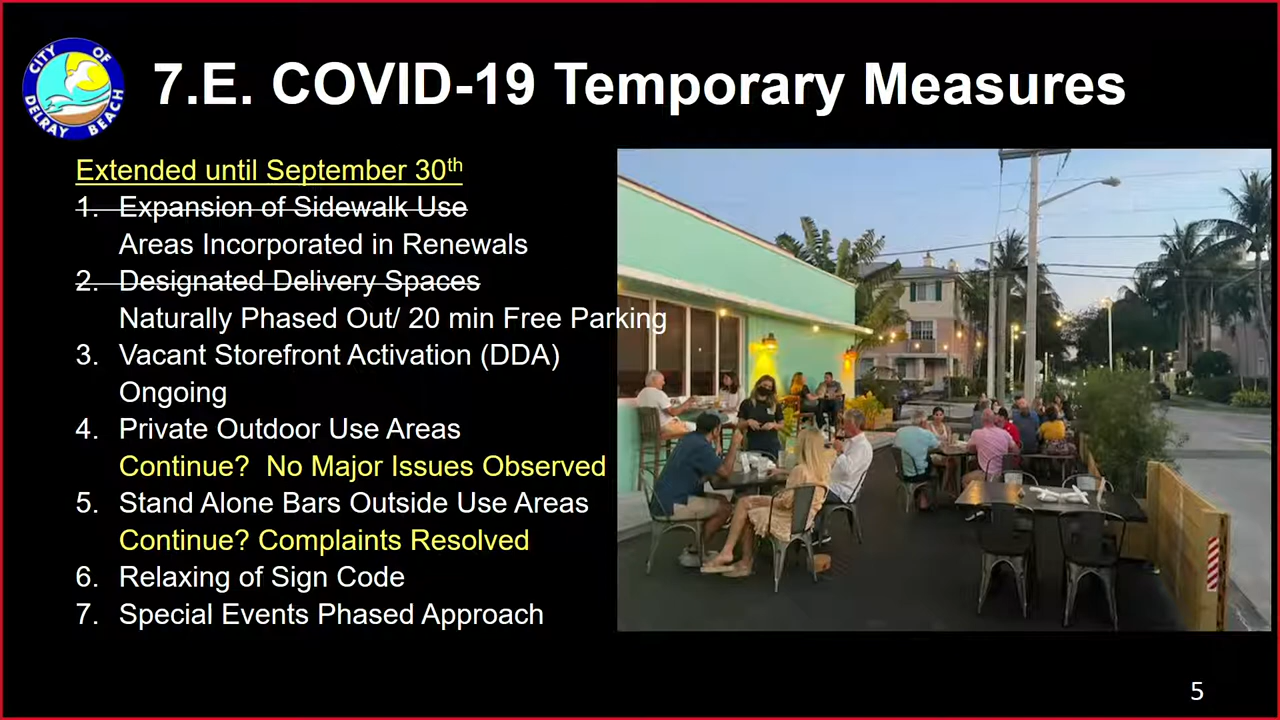 CITY OF
DELRAY BEACH
7.E. COVID-19 Temporary Measures
Extended until September 30th
1. Expansion of Sidewalk Use
Areas Incorporated in Renewals
2. Designated Delivery Spaces
Naturally Phased Out/ 20 min Free Parking
3. Vacant Storefront Activation (DDA)
Ongoing
4. Private Outdoor Use Areas
Continue?  No Major Issues Observed
5. Stand Alone Bars Outside Use Areas
Continue? Complaints Resolved
6. Relaxing of Sign Code
7. Special Events Phased Approach
5